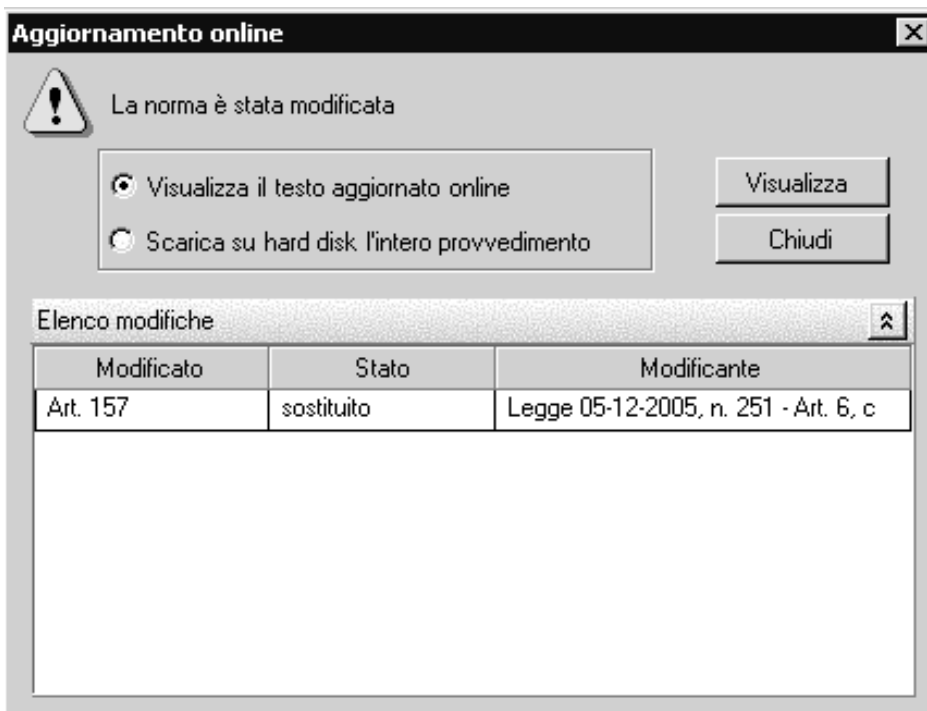 Aggiornamento online
La norma è stata modificata
Visualizza il testo aggiornato online
Visualizza
Scarica su hard disk l'intero provvedimento
Chiudi
Elenco modifiche
Modificato Stato Modificante
Art. 157 sostituito Legge 05-12-2005, n. 251 - Art. 6, c